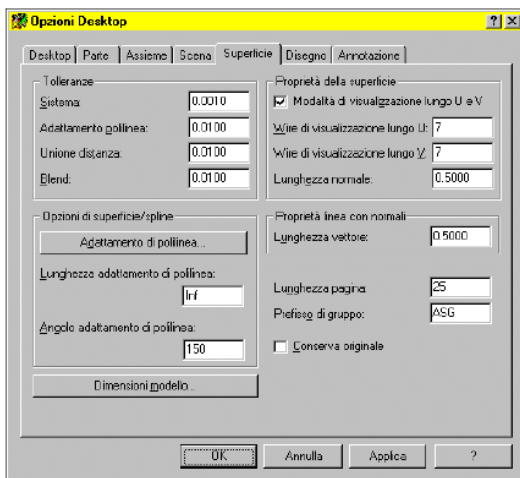 Opzioni Desktop
Desktop Parte Assieme Scena Superficie Disegno Annotazione
Tolleranze
Sistema: 0.0010
Adattamento polilinea: 0.0100
Unione distanza: 0.0100
Blend: 0.0100
Proprietà della superficie
Modalità di visualizzazione lungo U e V
Wire di visualizzazione lungo U: 7
Wire di visualizzazione lungo V: 7
Lunghezza normale: 0.5000
Opzioni di superficie/spline
Adattamento di polilinea...
Lunghezza adattamento di polilinea:
Inf
Angolo adattamento di polilinea:
150
Dimensioni modello...
Proprietà linea con normali
Lunghezza vettore: 0.5000
Lunghezza pagina: 25
Prefisso di gruppo: ASG
Conserva originale
OK Annulla Applica ?